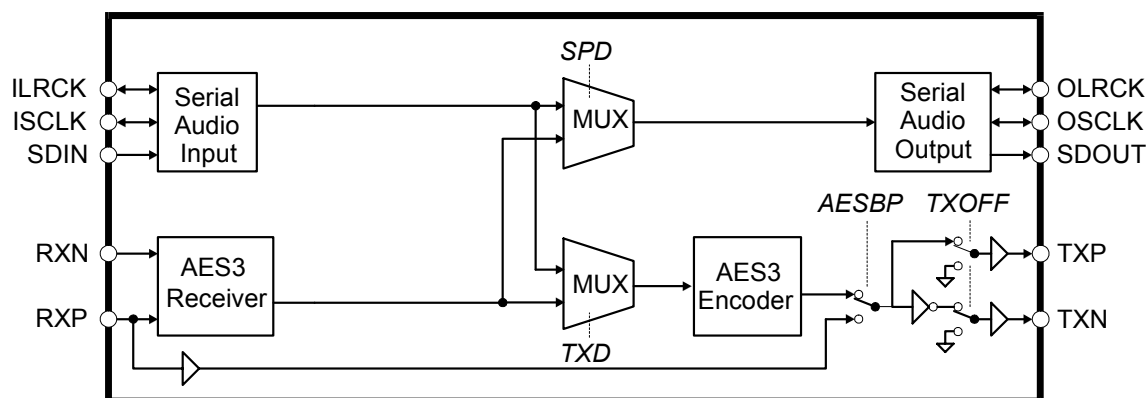 SPD
ILRCK
ISCLK
SDIN
Serial
Audio
Input
MUX
Serial
Audio
Output
OLRCK
OSCLK
SDOUT
AESBP
TXOFF
RXN
RXP
AES3
Receiver
MUX
TXD
AES3
Encoder
TXP
TXN